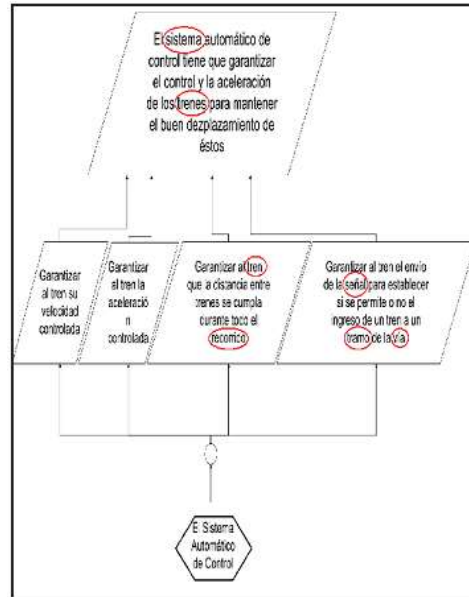 El sistema automático de
control tiene que garantizar
el control y la aceleración
de los trenes para mantener
el buen dezplazamiento de
éstos
Garantizar
al tren su
velocidad
controlada
Garantizar
al tren la
aceleració
n
controlada
Garantizar al tren
que la distancia entre
trenes se cumpla
durante todo el
recorrido
Garantizar al tren el envio
de la señal para establecer
si se permite o no el
ingreso de un tren a un
tramo de la vía
El Sistema
Automático
de Control